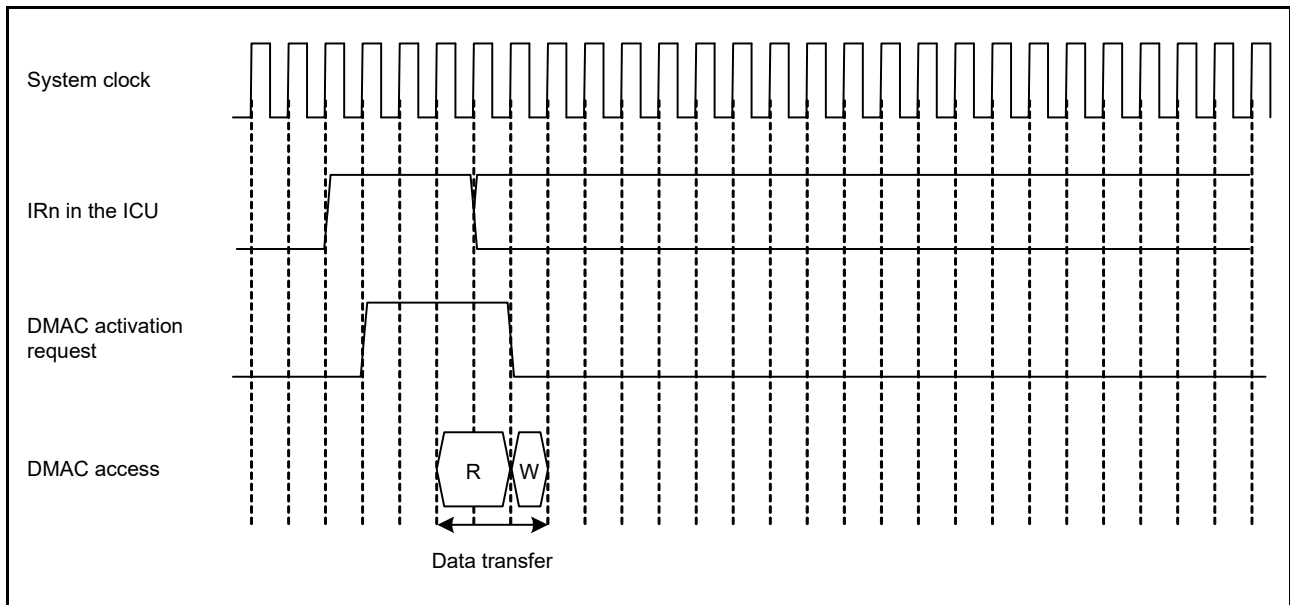 System clock
IRn in the ICU
DMAC activation
request
DMAC access
R
W
Data transfer